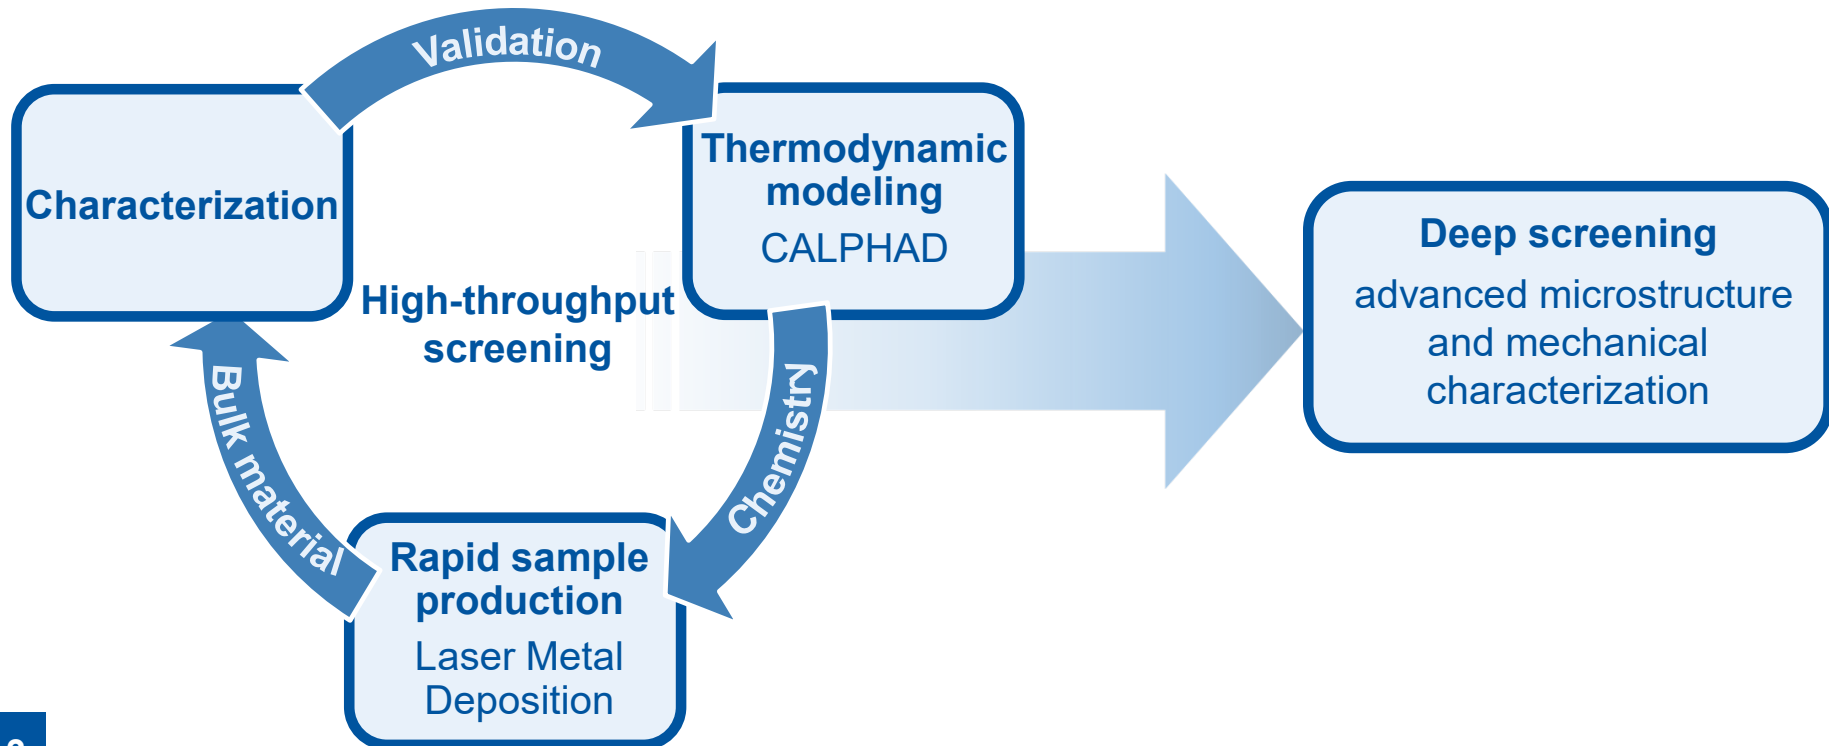 Validation
Characterization
Thermodynamic
modeling
CALPHAD
High-throughput
screening
Deep screening
advanced microstructure
and mechanical
characterization
Bulk material
Chemistry
Rapid sample
production
Laser Metal
Deposition